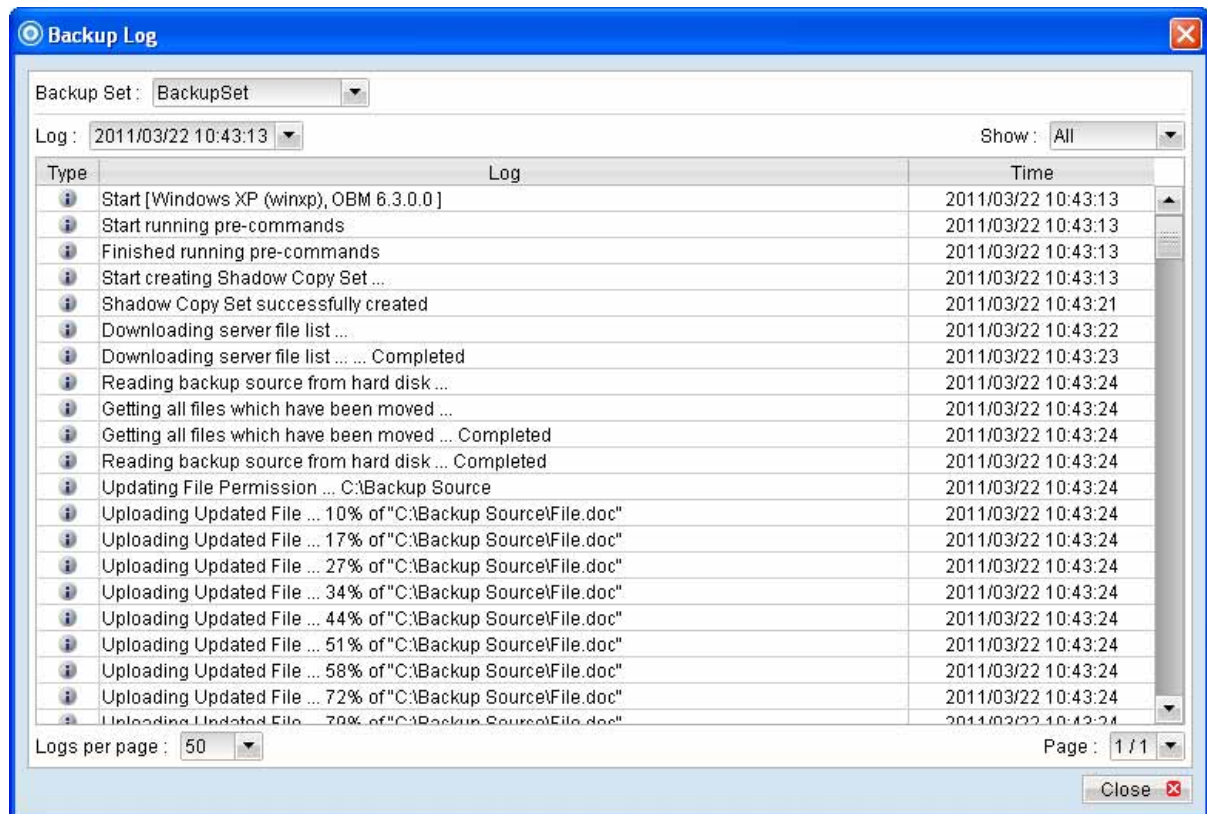 Backup Log
Backup Set : BackupSet
Log : 2011/03/22 10:43:13 Show : All
Type Log Time
Start [Windows XP (winxp), OBM 6.3.0.0 ] 2011/03/22 10:43:13
Start running pre-commands 2011/03/22 10:43:13
Finished running pre-commands 2011/03/22 10:43:13
Start creating Shadow Copy Set ... 2011/03/22 10:43:13
Shadow Copy Set successfully created 2011/03/22 10:43:21
Downloading server file list ... 2011/03/22 10:43:22
Downloading server file list ... ... Completed 2011/03/22 10:43:23
Reading backup source from hard disk ... 2011/03/22 10:43:24
Getting all files which have been moved ... 2011/03/22 10:43:24
Getting all files which have been moved ... Completed 2011/03/22 10:43:24
Reading backup source from hard disk ... Completed 2011/03/22 10:43:24
Updating File Permission ... C:\Backup Source 2011/03/22 10:43:24
Uploading Updated File ... 10% of "C:\Backup Source\File.doc" 2011/03/22 10:43:24
Uploading Updated File ... 17% of "C:\Backup Source\File.doc" 2011/03/22 10:43:24
Uploading Updated File ... 27% of "C:\Backup Source\File.doc" 2011/03/22 10:43:24
Uploading Updated File ... 34% of "C:\Backup Source\File.doc" 2011/03/22 10:43:24
Uploading Updated File ... 44% of "C:\Backup Source\File.doc" 2011/03/22 10:43:24
Uploading Updated File ... 51% of "C:\Backup Source\File.doc" 2011/03/22 10:43:24
Uploading Updated File ... 58% of "C:\Backup Source\File.doc" 2011/03/22 10:43:24
Uploading Updated File ... 72% of "C:\Backup Source\File.doc" 2011/03/22 10:43:24
Uploading Updated File ... 79% of "C:\Backup Source\File.doc" 2011/03/22 10:43:24
Logs per page : 50 Page : 1 / 1
Close